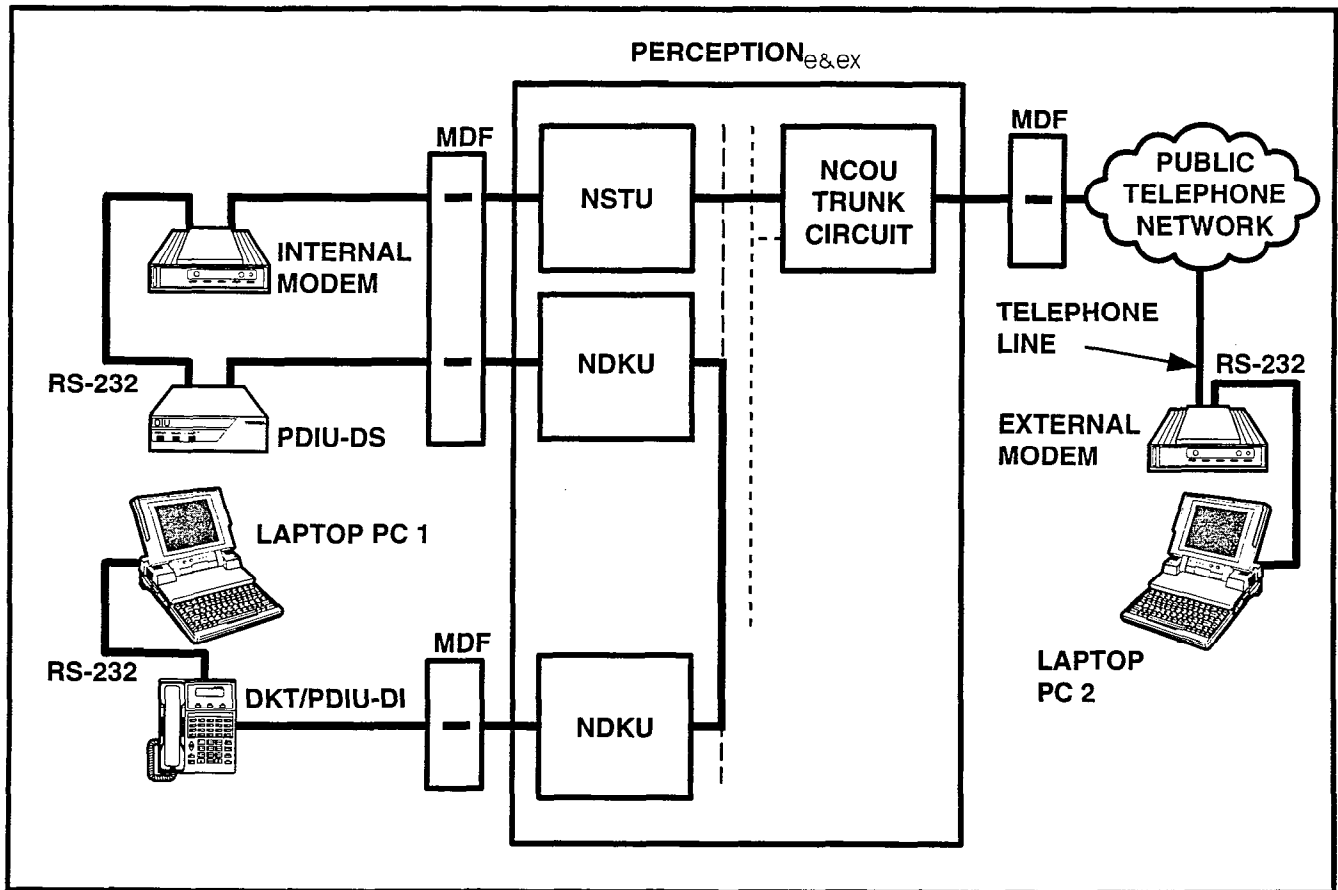 PERCEPTIONe&ex
MDF
NSTU
NCOU
TRUNK
CIRCUIT
MDF
PUBLIC
TELEPHONE
NETWORK
INTERNAL
MODEM
NDKU
TELEPHONE
LINE
RS-232
RS-232
DIU
PDIU-DS
EXTERNAL
MODEM
LAPTOP PC 1
MDF
LAPTOP
PC 2
RS-232
DKT/PDIU-DI
NDKU